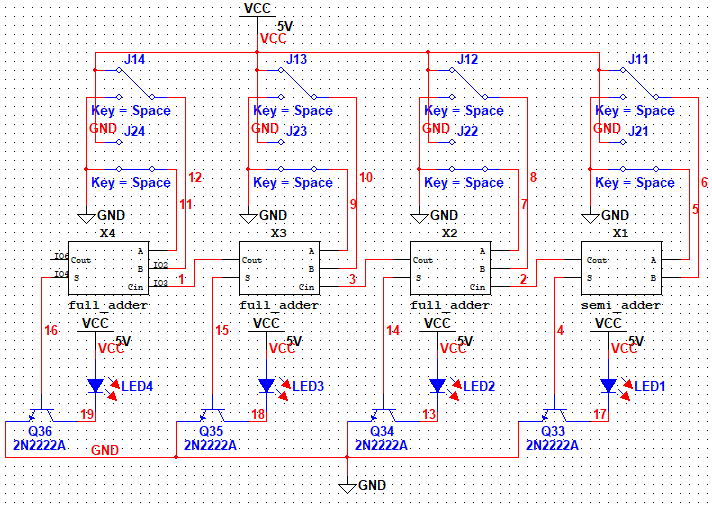 VCC
5V
VCC
J14 J13 J12 J11
Key = Space Key = Space Key = Space Key = Space
GND GND GND GND
J24 J23 J22 J21
Key = Space Key = Space Key = Space Key = Space
12 10 8 6
11 9 7 5
GND GND GND GND
X4 X3 X2 X1
IO6 Cout A Cout A Cout A Cout A
IO4 S B IO2 S B S B S B
Cin IO3 1 Cin 3 Cin 2
full_adder full_adder full_adder semi_adder
16 VCC 15 VCC 14 VCC 4 VCC
5V 5V 5V 5V
VCC VCC VCC VCC
LED4 LED3 LED2 LED1
19 18 13 17
Q36 Q35 Q34 Q33
2N2222A 2N2222A 2N2222A 2N2222A
GND
GND